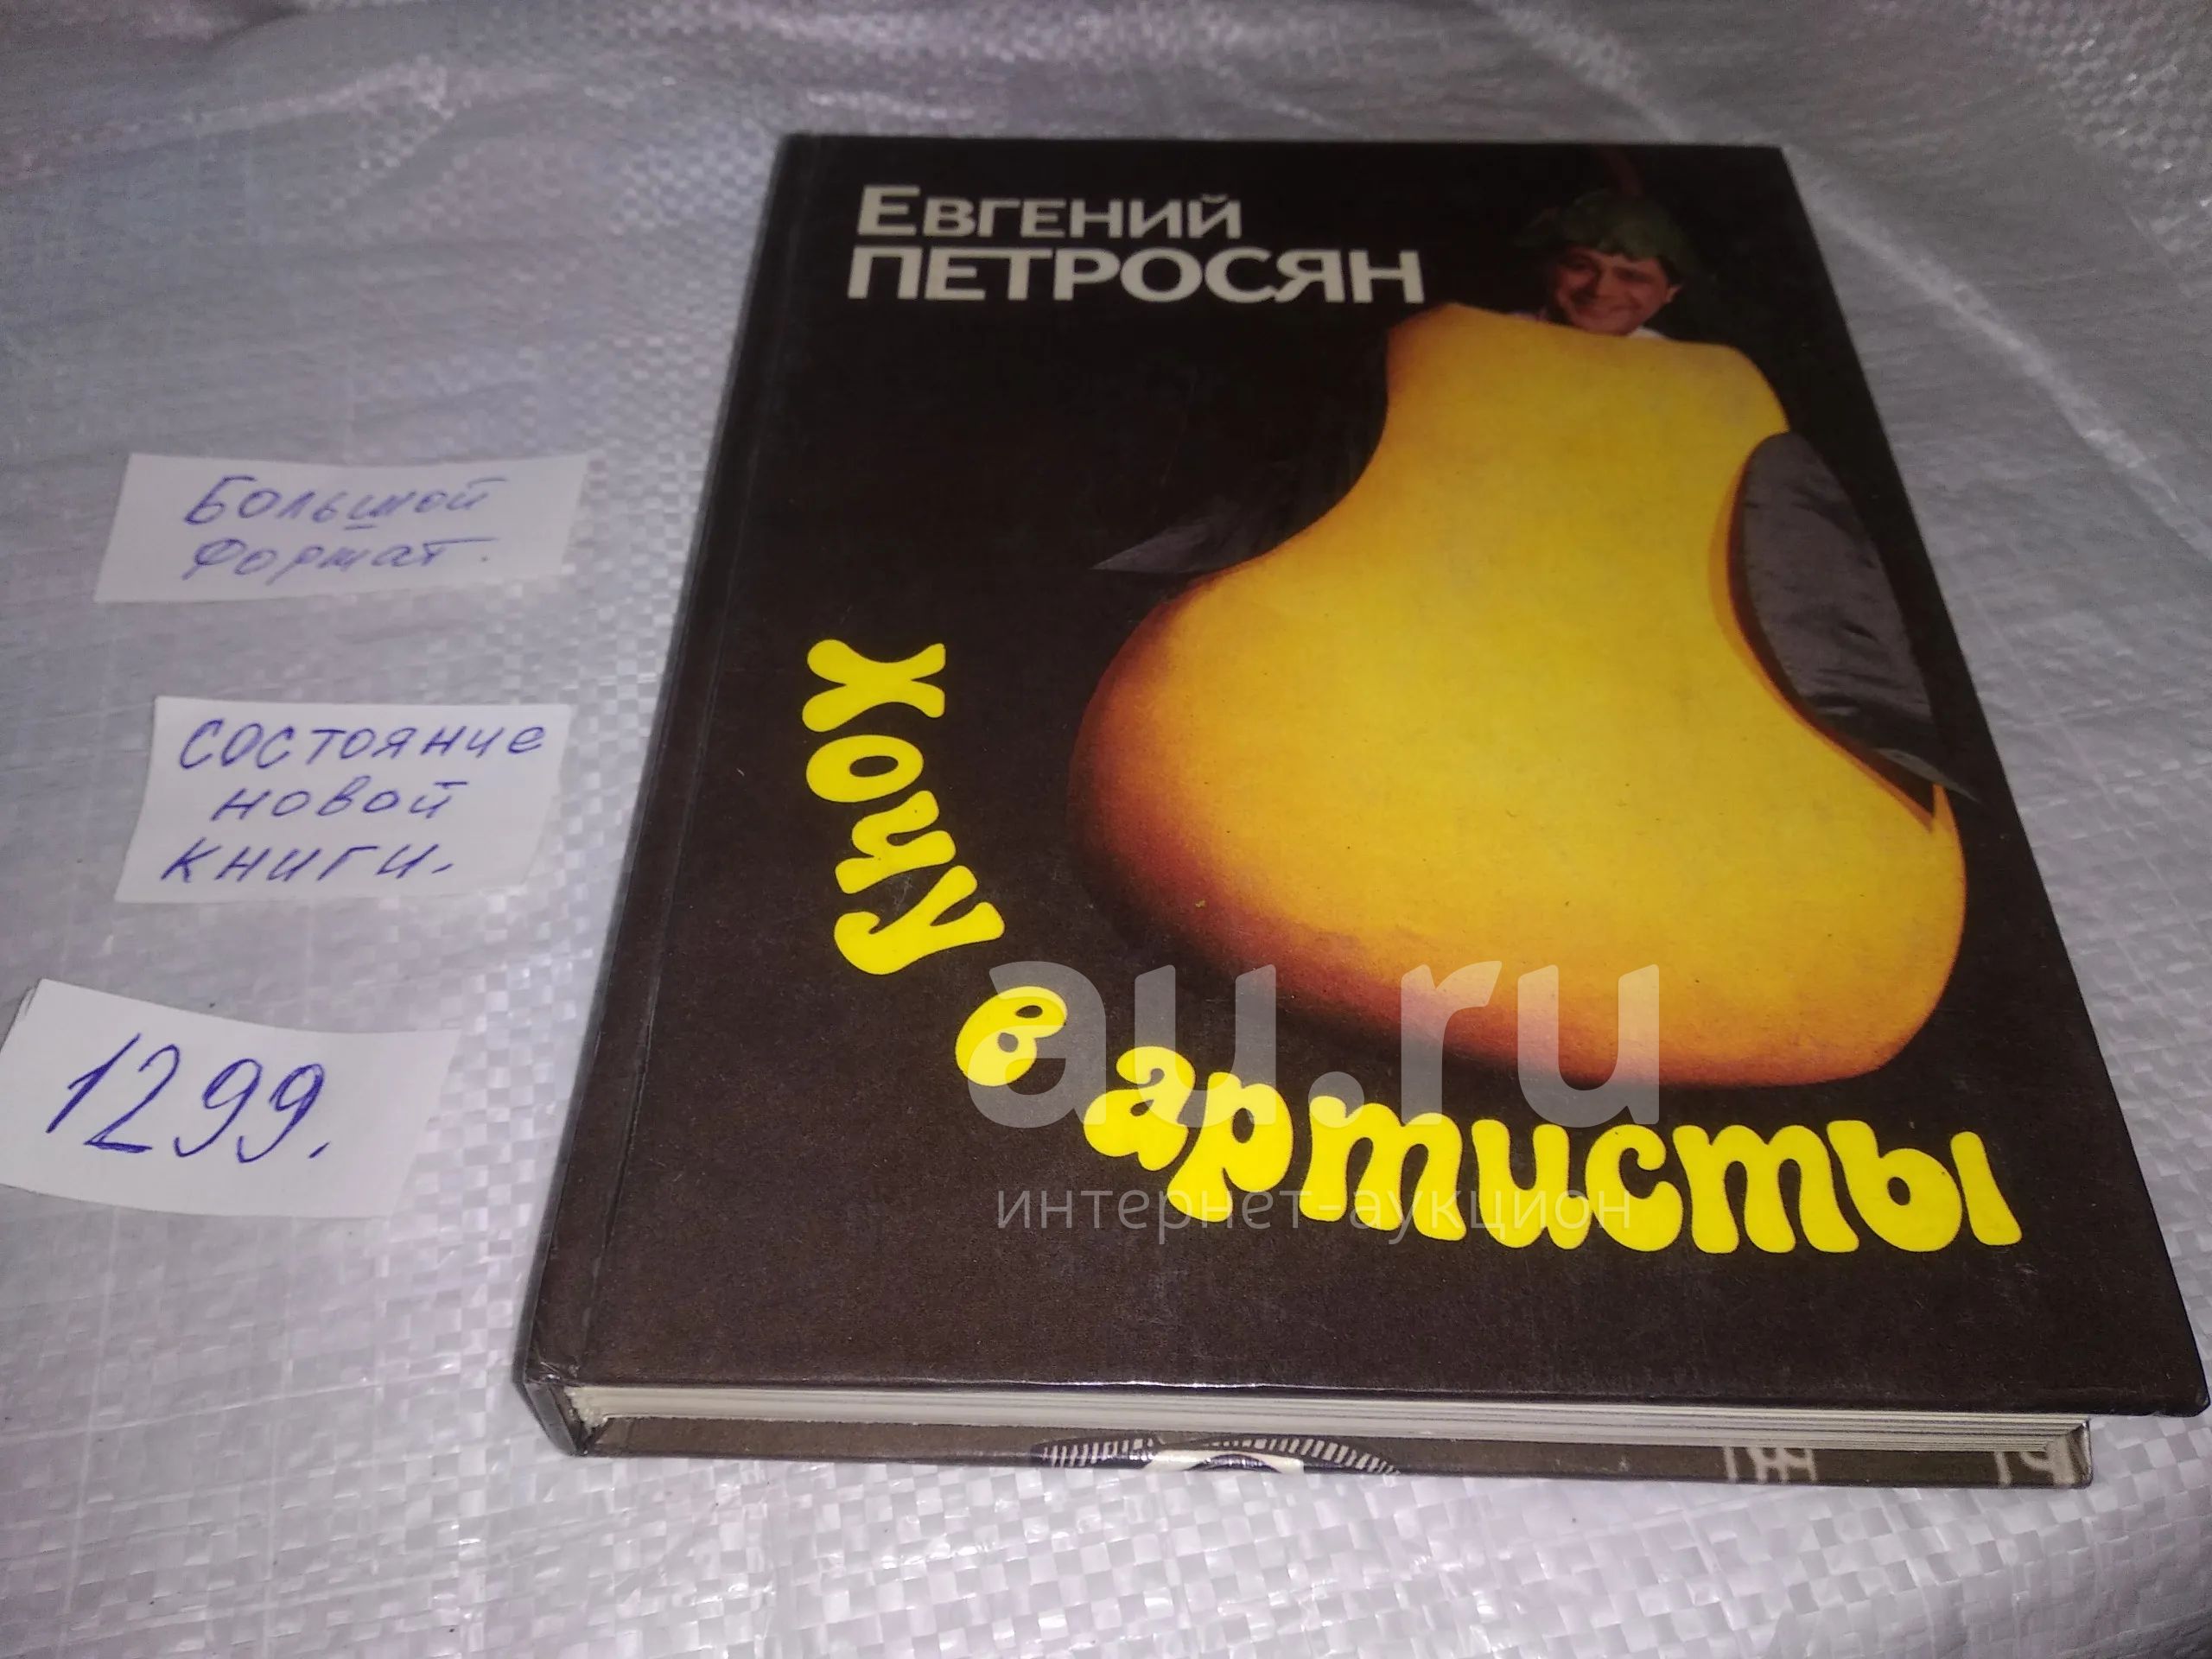 Евгений
ПЕТРОСЯН
Хочу в артисты
Большой
формат.
состояние
новой
книги.
1299.
au.ru
интернет-аукцион